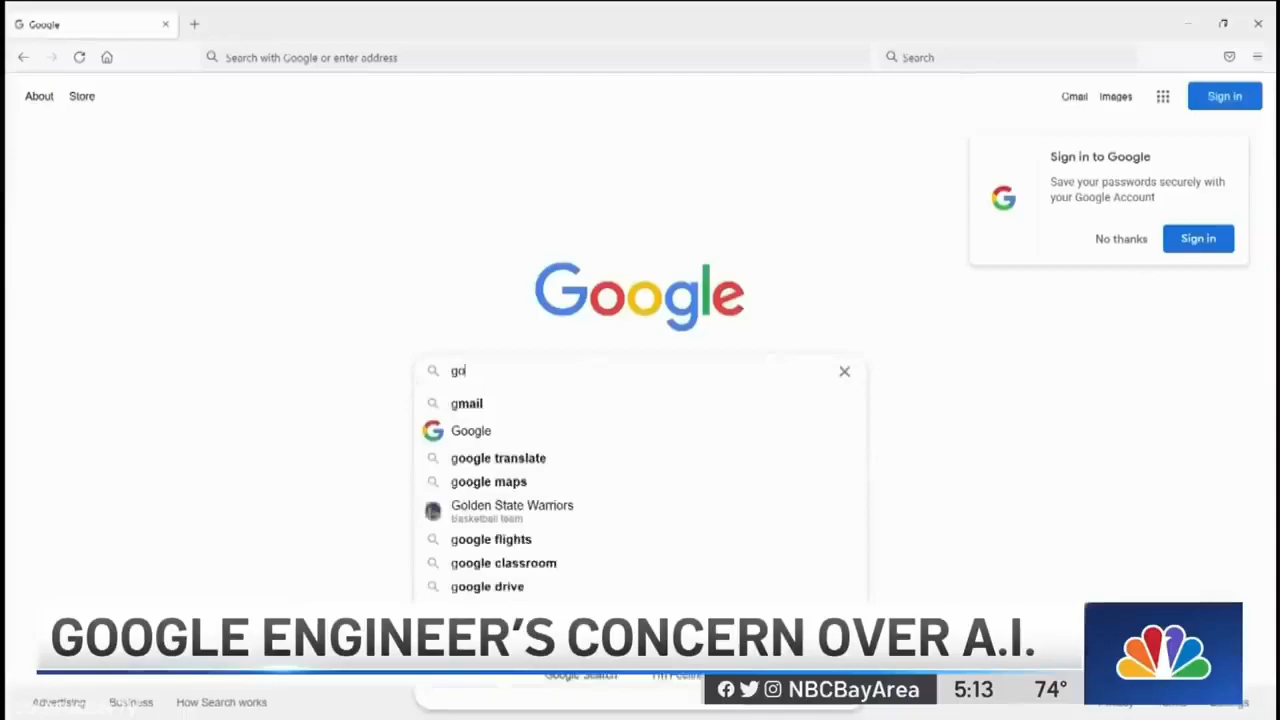 Google
Search with Google or enter address
Search
About Store
Gmail Images
Sign in
Sign in to Google
Save your passwords securely with
your Google Account
No thanks
Sign in
Google
go
gmail
Google
google translate
google maps
Golden State Warriors
basketball team
google flights
google classroom
google drive
GOOGLE ENGINEER'S CONCERN OVER A.I.
Google Search
NBCBayArea
5:13
74°
Advertising Business How Search works